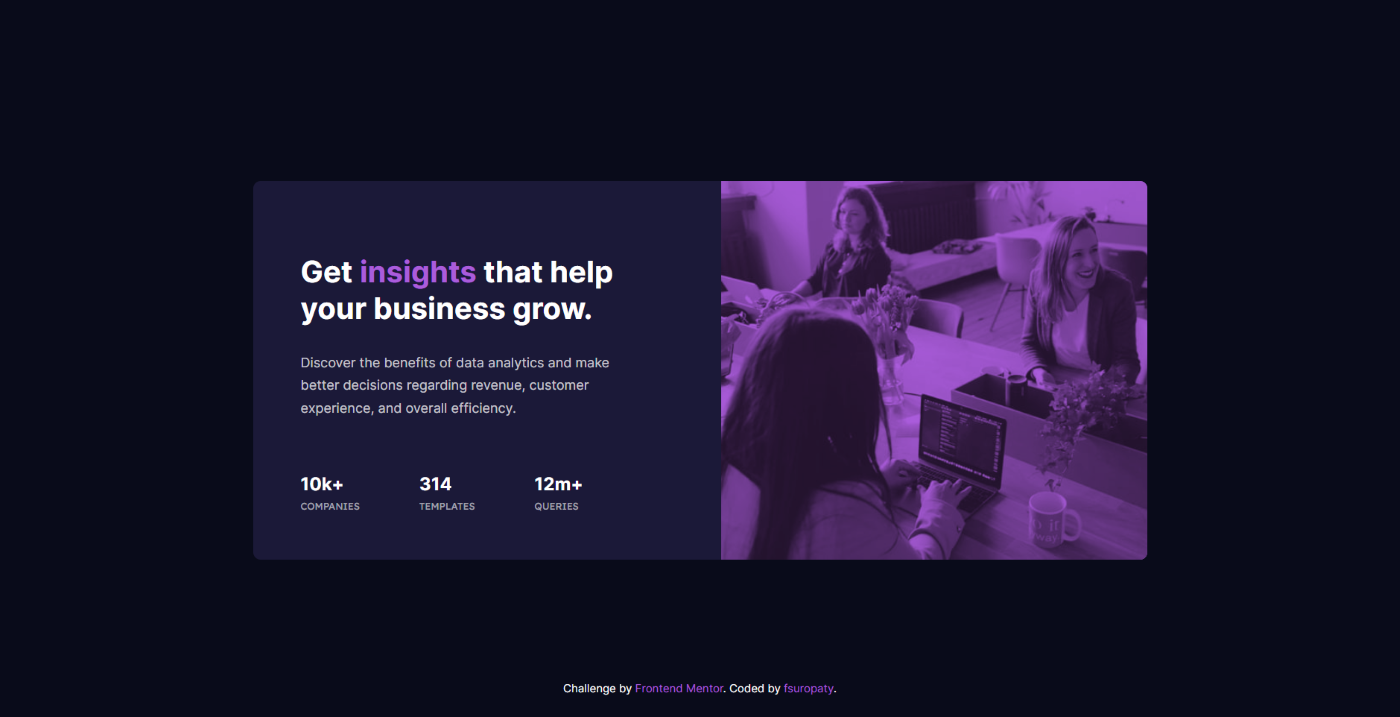 Get insights that help
your business grow.
Discover the benefits of data analytics and make
better decisions regarding revenue, customer
experience, and overall efficiency.
10k+ 314 12m+
COMPANIES TEMPLATES QUERIES
Challenge by Frontend Mentor. Coded by fsuropaty.